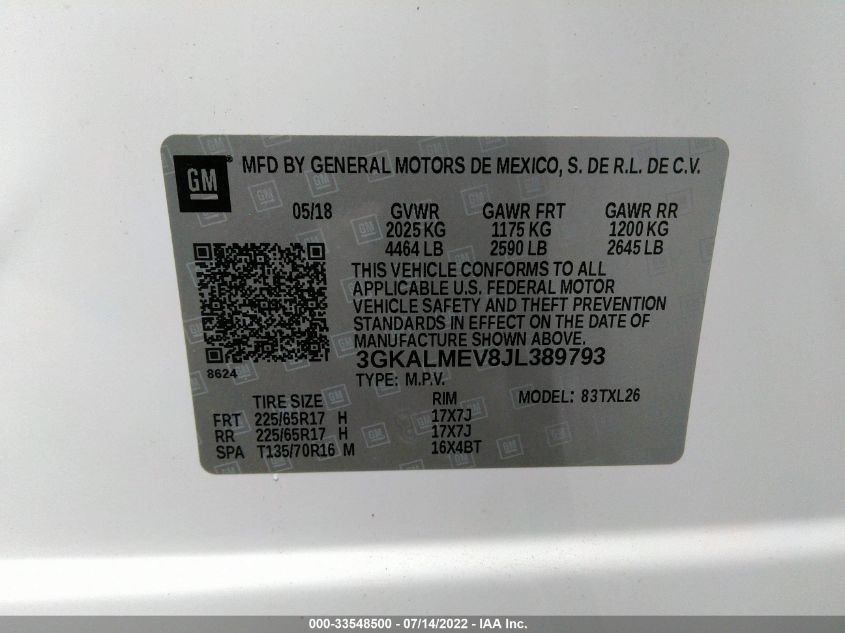 GM® MFD BY GENERAL MOTORS DE MEXICO, S. DE R.L. DE C.V.
05/18 GVWR GAWR FRT GAWR RR
2025 KG 1175 KG 1200 KG
4464 LB 2590 LB 2645 LB
THIS VEHICLE CONFORMS TO ALL
APPLICABLE U.S. FEDERAL MOTOR
VEHICLE SAFETY AND THEFT PREVENTION
STANDARDS IN EFFECT ON THE DATE OF
MANUFACTURE SHOWN ABOVE.
3GKALMEV8JL389793
8624
TYPE: M.P.V. MODEL: 83TXL26
TIRE SIZE RIM
FRT 225/65R17 H 17X7J
RR 225/65R17 H 17X7J
SPA T135/70R16 M 16X4BT
000-33548500 - 07/14/2022 - IAA Inc.